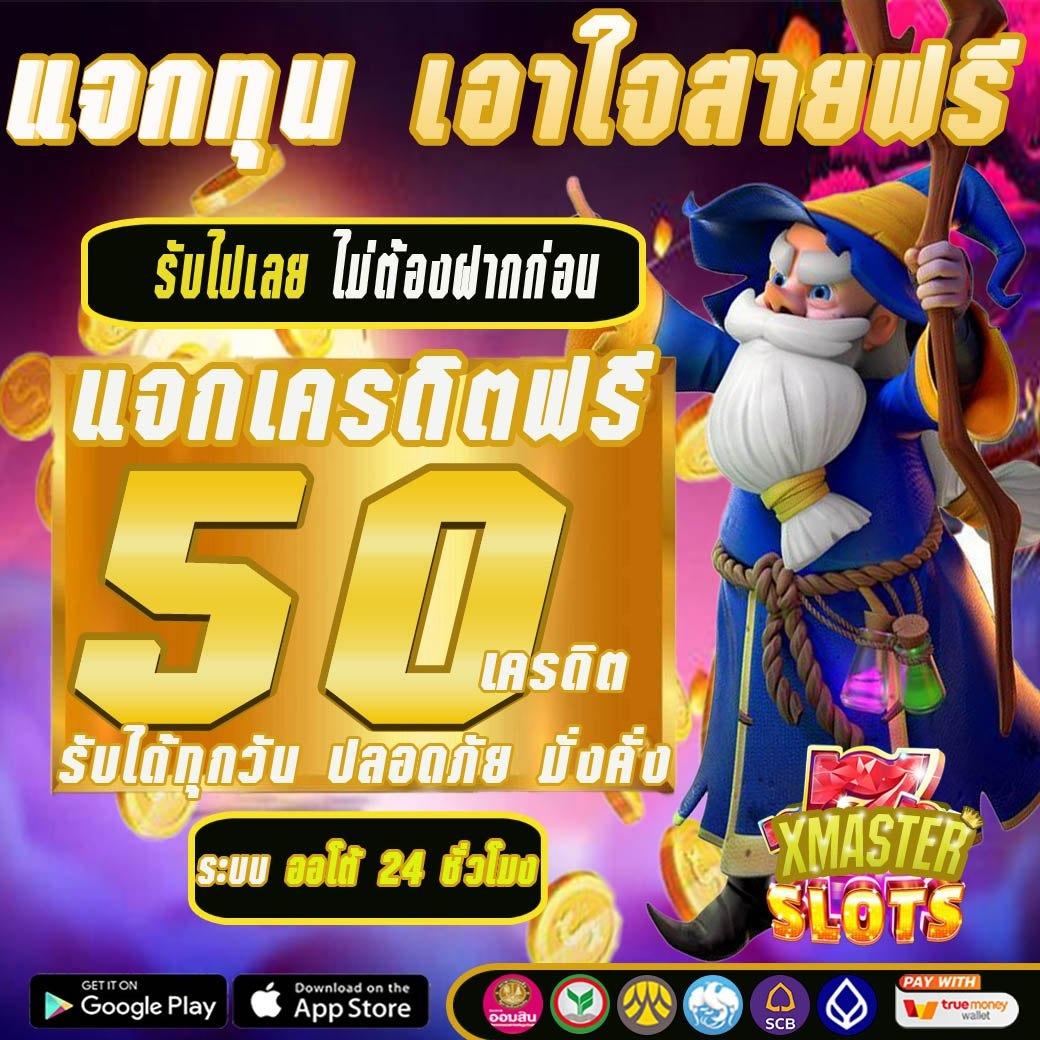 แจกทุน เอาใจสายฟรี
รับไปเลย ไม่ต้องฝากก่อน
แจกเครดิตฟรี
50
เครดิต
รับได้ทุกวัน ปลอดภัย มั่งคั่ง
ระบบ ออโต้ 24 ชั่วโมง
XMASTER
SLOTS
GET IT ON
Google Play
Download on the
App Store
ออมสิน
SCB
PAY WITH
truemoney
wallet